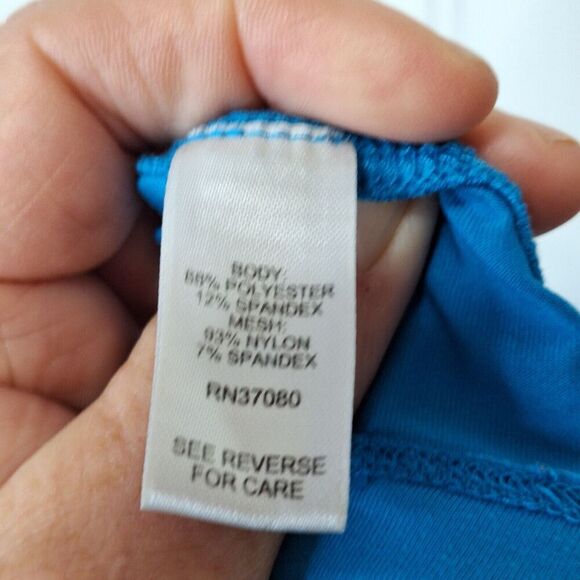 BODY:
88% POLYESTER
12% SPANDEX
MESH:
93% NYLON
7% SPANDEX
RN37080
SEE REVERSE
FOR CARE